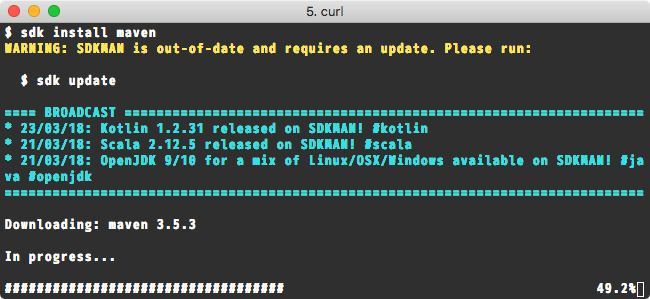 5. curl
$ sdk install maven
WARNING: SDKMAN is out-of-date and requires an update. Please run:
$ sdk update
==== BROADCAST =================================================================
* 23/03/18: Kotlin 1.2.31 released on SDKMAN! #kotlin
* 21/03/18: Scala 2.12.5 released on SDKMAN! #scala
* 21/03/18: OpenJDK 9/10 for a mix of Linux/OSX/Windows available on SDKMAN! #ja
va #openjdk
================================================================================
Downloading: maven 3.5.3
In progress...
################################### 49.2%